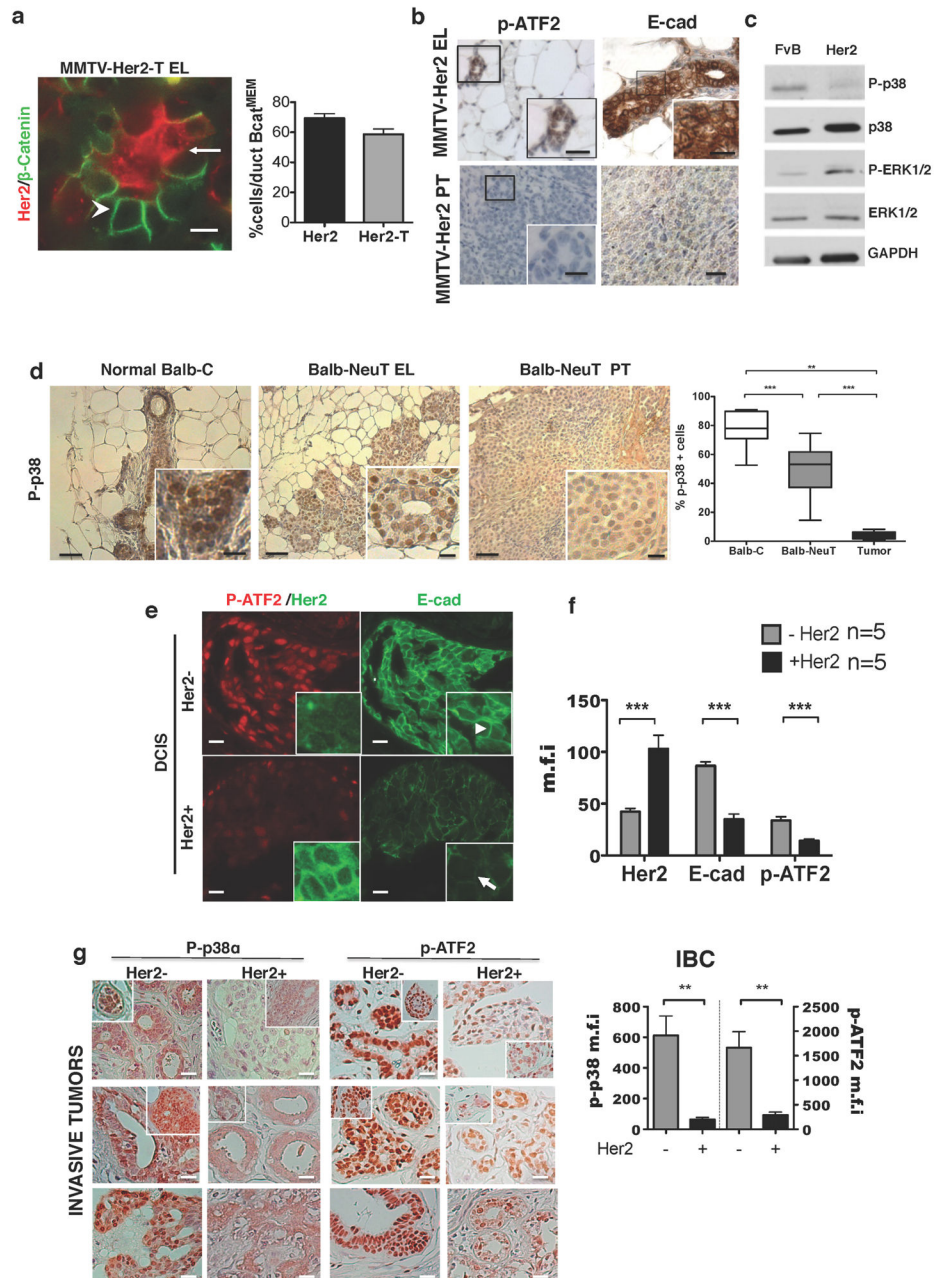 a
MMTV-Her2-T EL
Her2/β-Catenin
%cells/duct Bcat^MEM
80
60
40
20
0
Her2 Her2-T
b
p-ATF2 E-cad
MMTV-Her2 EL
MMTV-Her2 PT
c
FvB Her2
P-p38
p38
P-ERK1/2
ERK1/2
GAPDH
d
Normal Balb-C Balb-NeuT EL Balb-NeuT PT
P-p38
% p-p38 + cells
** 
*** ***
100
80
60
40
20
0
Balb-C Balb-NeuT Tumor
e
P-ATF2 /Her2 E-cad
DCIS
Her2-
Her2+
f
- Her2 n=5
+Her2 n=5
m.f.i
150
100
50
0
*** *** ***
Her2 E-cad p-ATF2
g
P-p38α p-ATF2
Her2- Her2+ Her2- Her2+
INVASIVE TUMORS
IBC
** **
p-p38 m.f.i
800
600
400
200
0
p-ATF2 m.f.i
2500
2000
1500
1000
500
0
Her2 - + - +